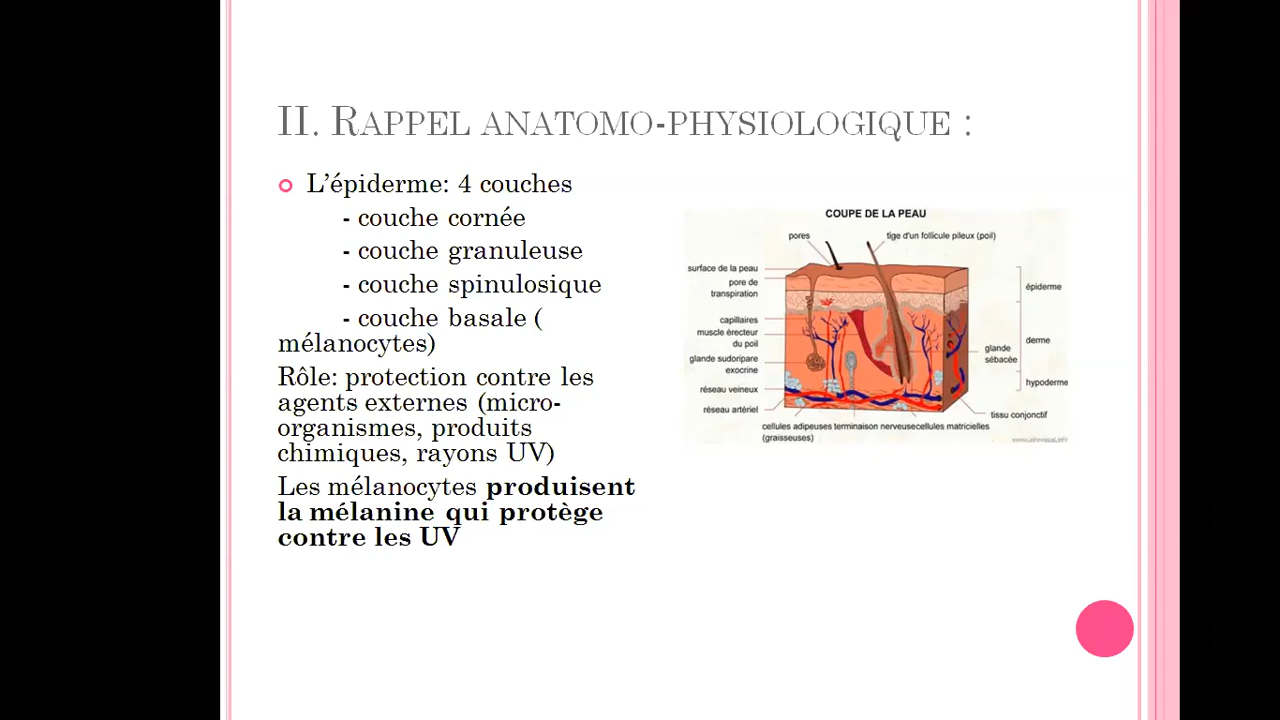 II. RAPPEL ANATOMO-PHYSIOLOGIQUE :
L'épiderme: 4 couches
- couche cornée
- couche granuleuse
- couche spinulosique
- couche basale (
mélanocytes)
Rôle: protection contre les
agents externes (micro-
organismes, produits
chimiques, rayons UV)
Les mélanocytes produisent
la mélanine qui protège
contre les UV
COUPE DE LA PEAU
pores
tige d'un follicule pileux (poil)
surface de la peau
pore de
transpiration
capillaires
muscle érecteur
du poil
glande sudoripare
exocrine
réseau veineux
réseau artériel
épiderme
derme
glande
sébacée
hypoderme
tissu conjonctif
cellules adipeuses terminaison nerveuse cellules matricielles
(graisseuses)